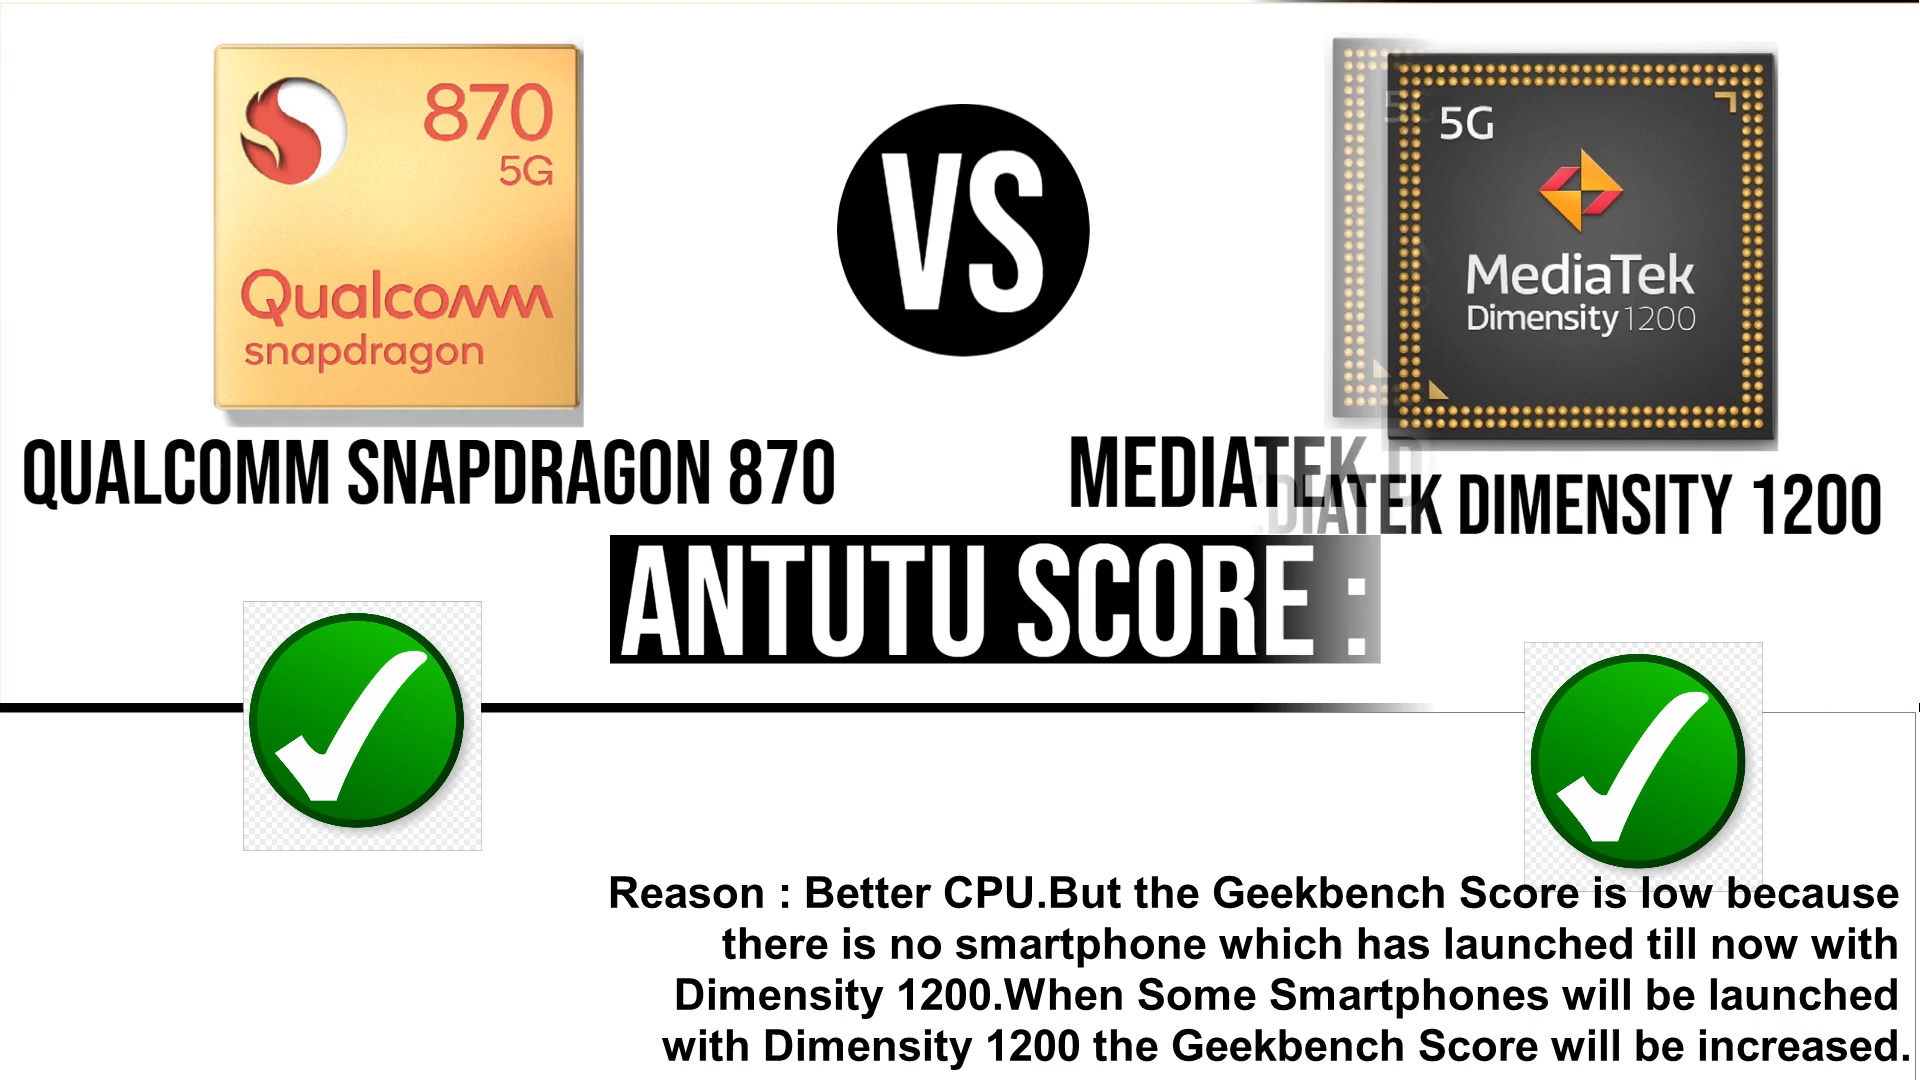 870
5G
Qualcomm
snapdragon
VS
5G
MediaTek
Dimensity 1200
QUALCOMM SNAPDRAGON 870
MEDIATEK D
DIATEK DIMENSITY 1200
ANTUTU SCORE :
Reason : Better CPU.But the Geekbench Score is low because
there is no smartphone which has launched till now with
Dimensity 1200.When Some Smartphones will be launched
with Dimensity 1200 the Geekbench Score will be increased.